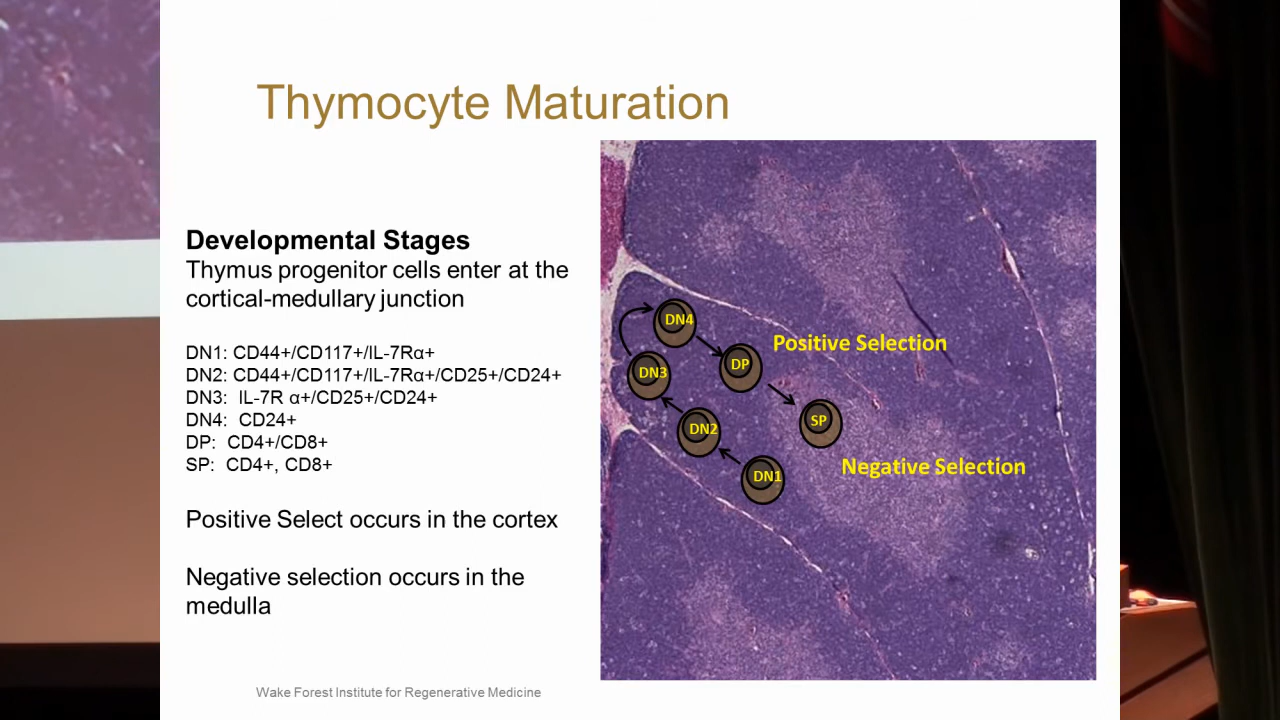 Thymocyte Maturation
Developmental Stages
Thymus progenitor cells enter at the
cortical-medullary junction
DN1: CD44+/CD117+/IL-7Rα+
DN2: CD44+/CD117+/IL-7Rα+/CD25+/CD24+
DN3: IL-7R α+/CD25+/CD24+
DN4: CD24+
DP: CD4+/CD8+
SP: CD4+, CD8+
Positive Select occurs in the cortex
Negative selection occurs in the
medulla
DN4
Positive Selection
DP
DN3
SP
DN2
Negative Selection
DN1
Wake Forest Institute for Regenerative Medicine